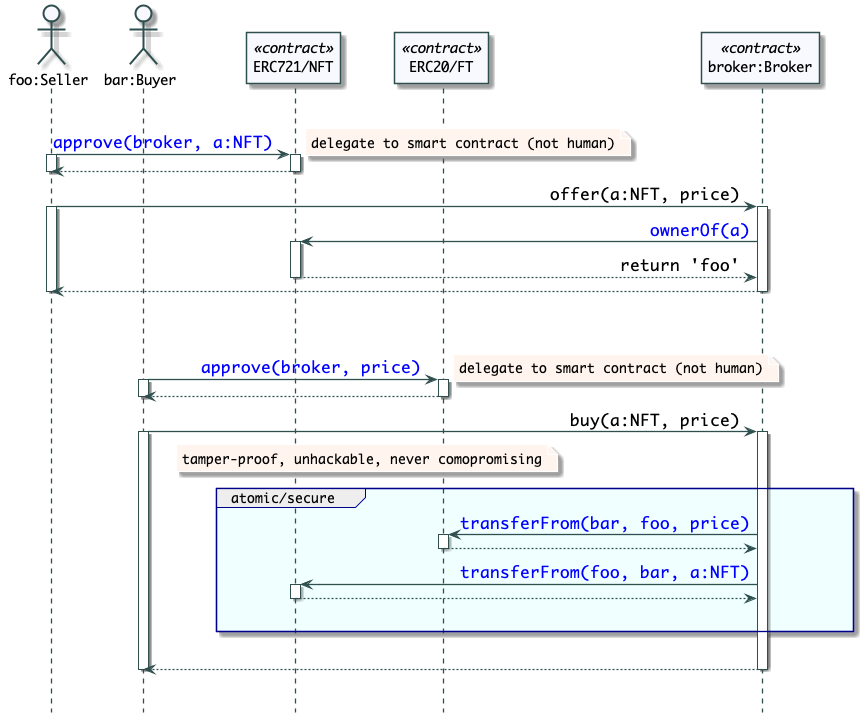 foo:Seller
bar:Buyer
«contract»
ERC721/NFT
«contract»
ERC20/FT
«contract»
broker:Broker
approve(broker, a:NFT)
delegate to smart contract (not human)
offer(a:NFT, price)
ownerOf(a)
return 'foo'
approve(broker, price)
delegate to smart contract (not human)
buy(a:NFT, price)
tamper-proof, unhackable, never comopromising
atomic/secure
transferFrom(bar, foo, price)
transferFrom(foo, bar, a:NFT)